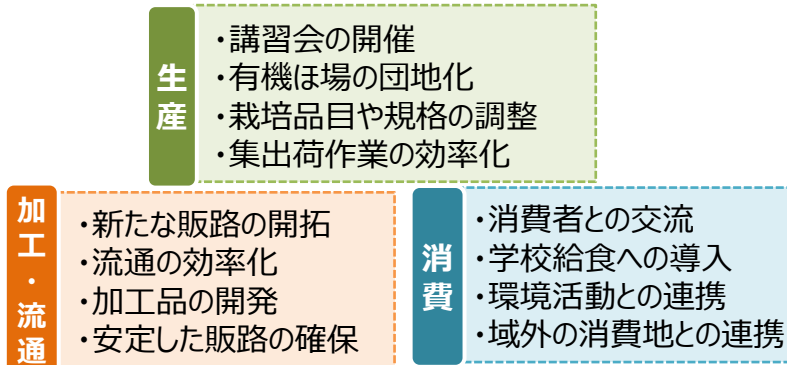 生産
・講習会の開催
・有機ほ場の団地化
・栽培品目や規格の調整
・集出荷作業の効率化
加工・流通
・新たな販路の開拓
・流通の効率化
・加工品の開発
・安定した販路の確保
消費
・消費者との交流
・学校給食への導入
・環境活動との連携
・域外の消費地との連携